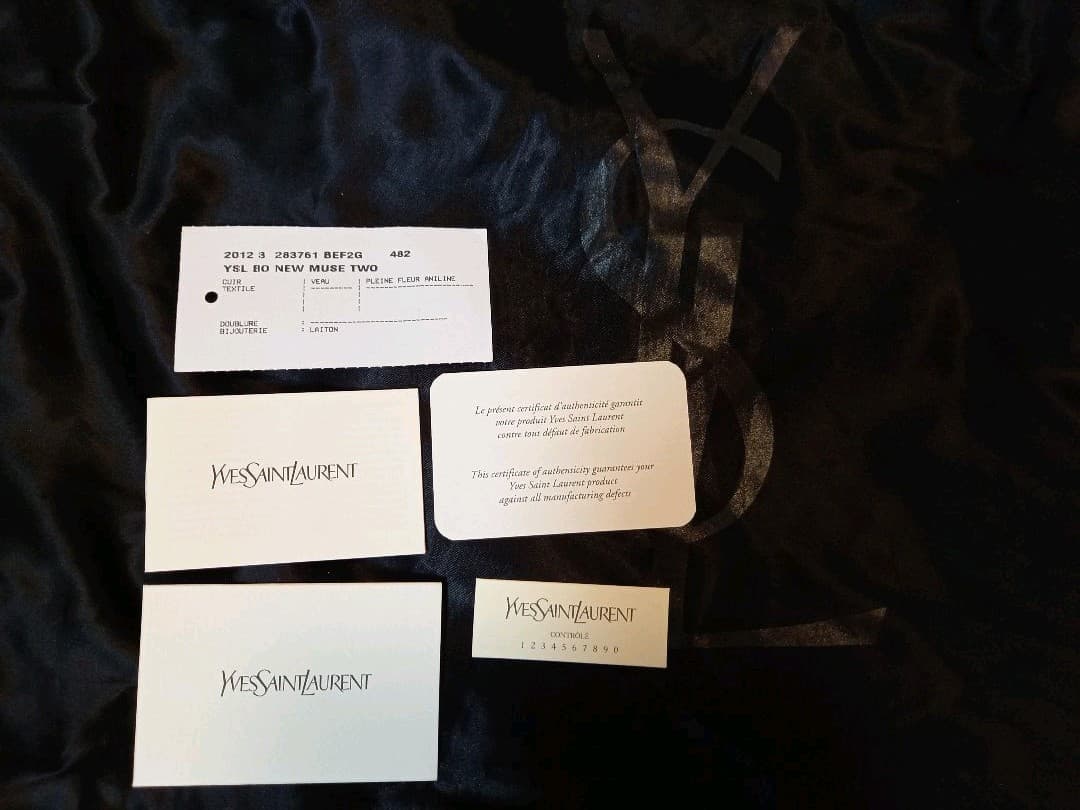 YSL
2012 3 283761 BEF2G 482
YSL BO NEW MUSE TWO
CUIR : VEAU : PLEINE FLEUR ANILINE
TEXTILE
DOUBLURE :
BIJOUTERIE : LAITON
YVESSAINTLAURENT
Le présent certificat d'authenticité garantit
votre produit Yves Saint Laurent
contre tout défaut de fabrication
This certificate of authensicity guarantees your
Yves Saint Laurent product
against all manufacturing defects
YVESSAINTLAURENT
YVESSAINTLAURENT
CONTRÔLE
1 2 3 4 5 6 7 8 9 0